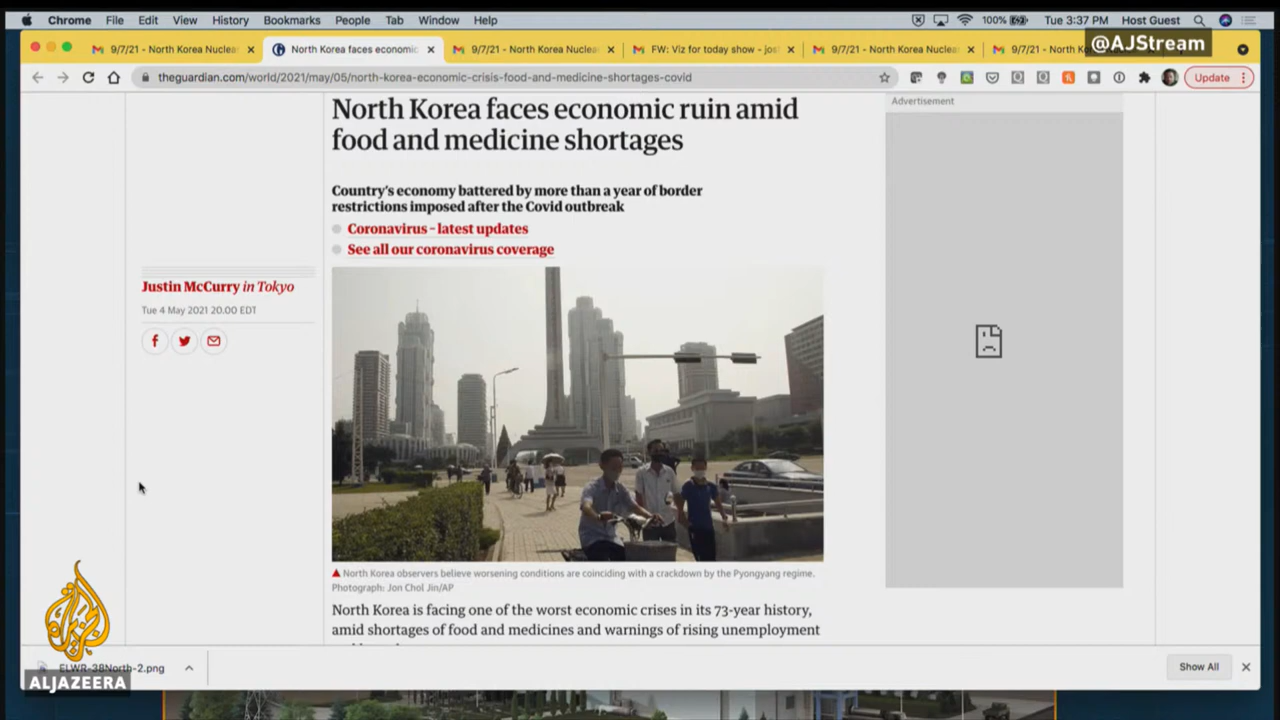 Chrome File Edit View History Bookmarks People Tab Window Help 100% Tue 3:37 PM Host Guest
9/7/21 - North Korea Nuclea
North Korea faces economic
9/7/21 - North Korea Nuclea
FW: Viz for today show - jos
9/7/21 - North Korea Nuclea
9/7/21 - North Ko
@AJStream
theguardian.com/world/2021/may/05/north-korea-economic-crisis-food-and-medicine-shortages-covid
Update
Advertisement
North Korea faces economic ruin amid
food and medicine shortages
Country's economy battered by more than a year of border
restrictions imposed after the Covid outbreak
Coronavirus – latest updates
See all our coronavirus coverage
Justin McCurry in Tokyo
Tue 4 May 2021 20.00 EDT
North Korea observers believe worsening conditions are coinciding with a crackdown by the Pyongyang regime.
Photograph: Jon Chol Jin/AP
North Korea is facing one of the worst economic crises in its 73-year history,
amid shortages of food and medicines and warnings of rising unemployment
ELWR-38North-2.png
Show All
ALJAZEERA